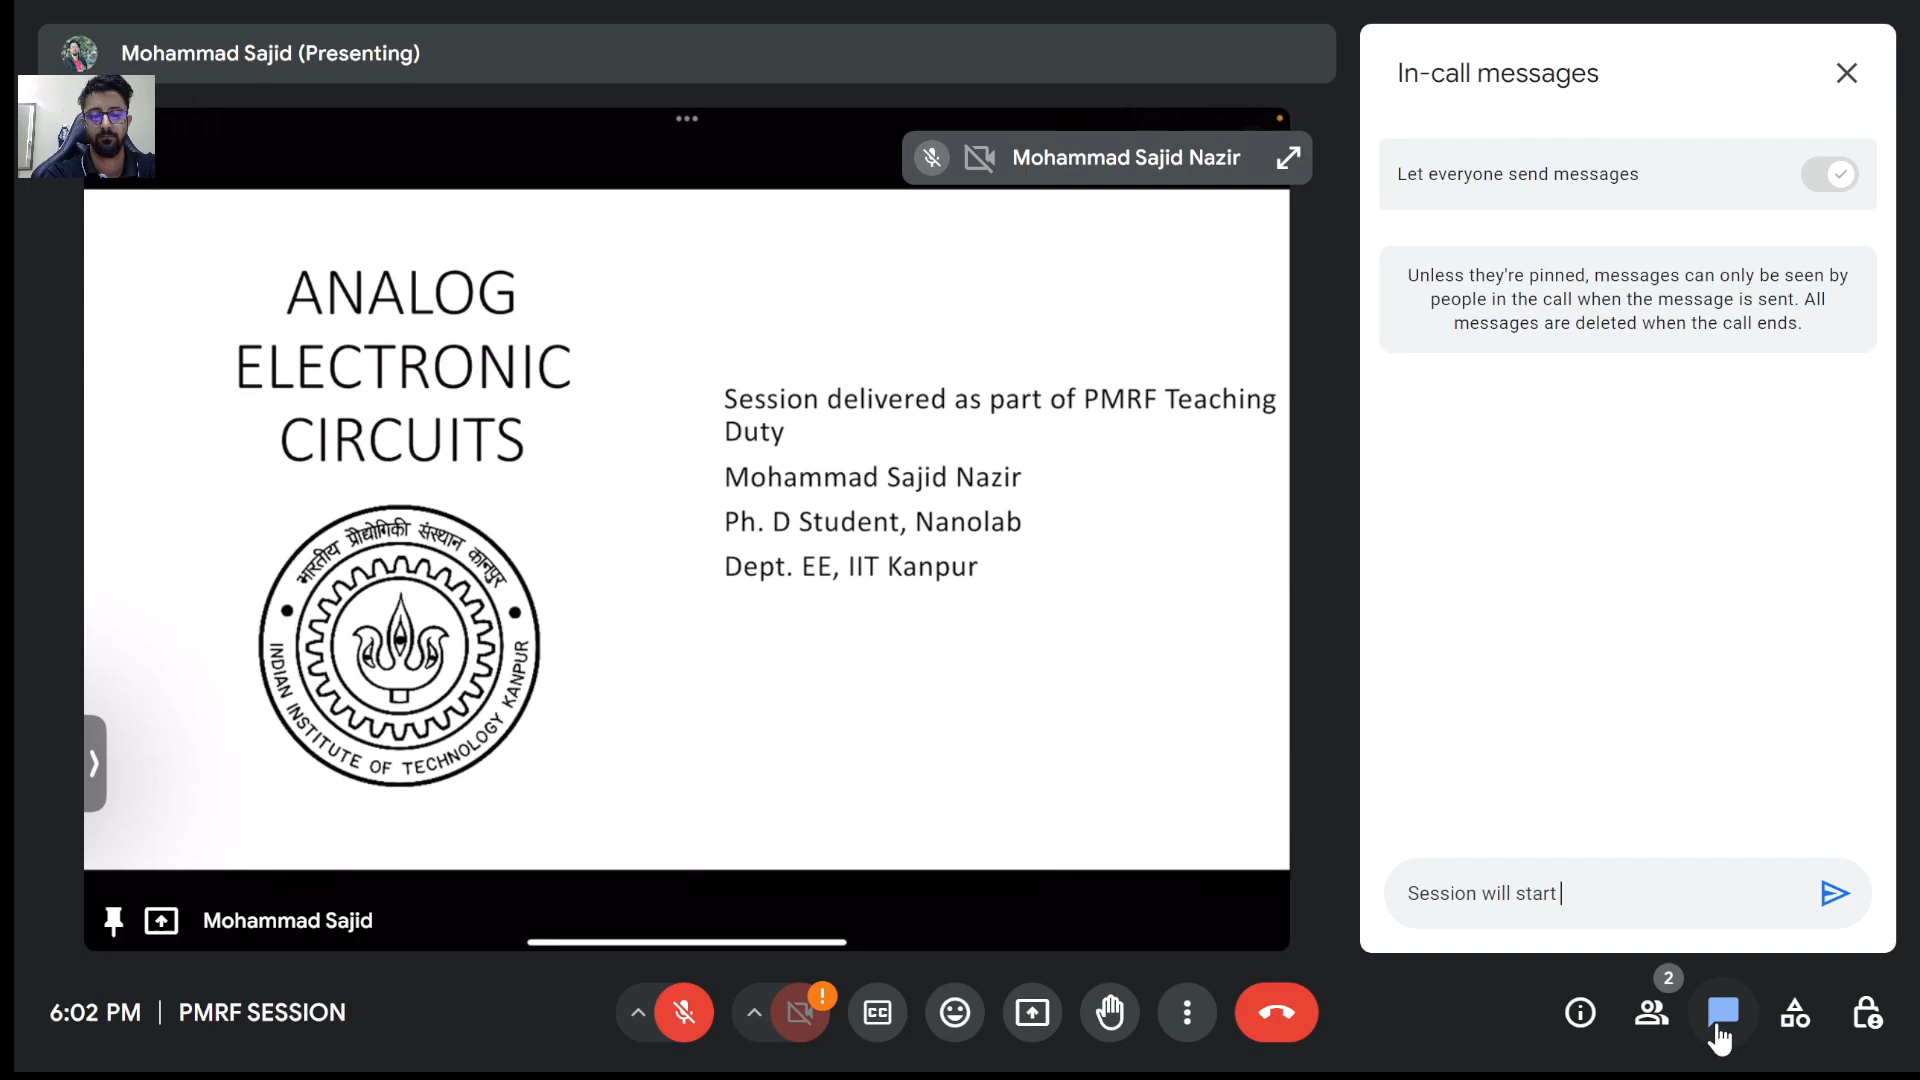 Mohammad Sajid (Presenting)
Mohammad Sajid Nazir
ANALOG
ELECTRONIC
CIRCUITS
भारतीय प्रौद्योगिकी संस्थान कानपुर
INDIAN INSTITUTE OF TECHNOLOGY KANPUR
Session delivered as part of PMRF Teaching
Duty
Mohammad Sajid Nazir
Ph. D Student, Nanolab
Dept. EE, IIT Kanpur
Mohammad Sajid
In-call messages
Let everyone send messages
Unless they're pinned, messages can only be seen by
people in the call when the message is sent. All
messages are deleted when the call ends.
Session will start
6:02 PM | PMRF SESSION
!
CC
2